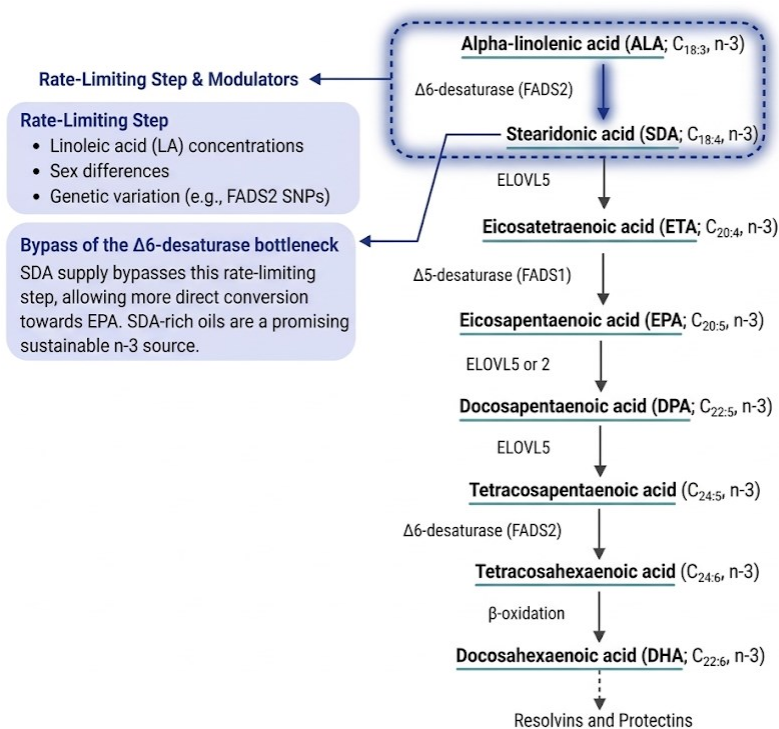 Alpha-linolenic acid (ALA; C18:3, n-3)
Rate-Limiting Step & Modulators
Δ6-desaturase (FADS2)
Rate-Limiting Step
• Linoleic acid (LA) concentrations
• Sex differences
• Genetic variation (e.g., FADS2 SNPs)
Stearidonic acid (SDA; C18:4, n-3)
ELOVL5
Bypass of the Δ6-desaturase bottleneck
SDA supply bypasses this rate-limiting
step, allowing more direct conversion
towards EPA. SDA-rich oils are a promising
sustainable n-3 source.
Eicosatetraenoic acid (ETA; C20:4, n-3)
Δ5-desaturase (FADS1)
Eicosapentaenoic acid (EPA; C20:5, n-3)
ELOVL5 or 2
Docosapentaenoic acid (DPA; C22:5, n-3)
ELOVL5
Tetracosapentaenoic acid (C24:5, n-3)
Δ6-desaturase (FADS2)
Tetracosahexaenoic acid (C24:6, n-3)
β-oxidation
Docosahexaenoic acid (DHA; C22:6, n-3)
Resolvins and Protectins